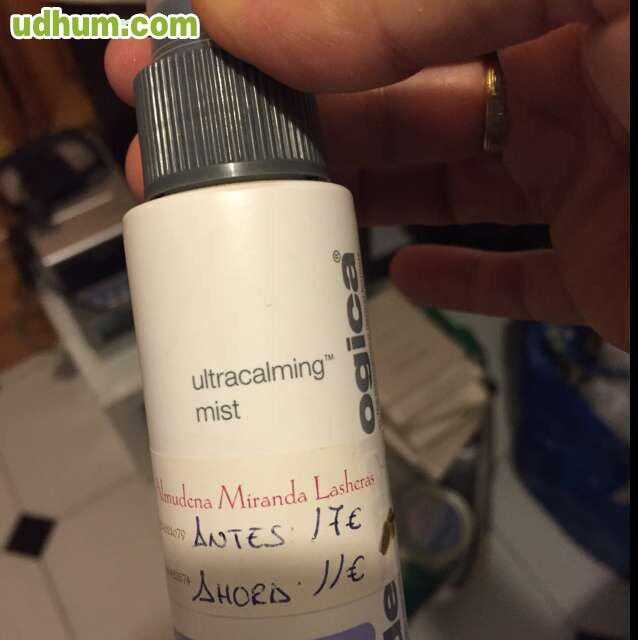 udhum.com
ultracalming™
mist
ogica®
Almudena Miranda Lasheras
ANTES: 17€
AHORA: 11€